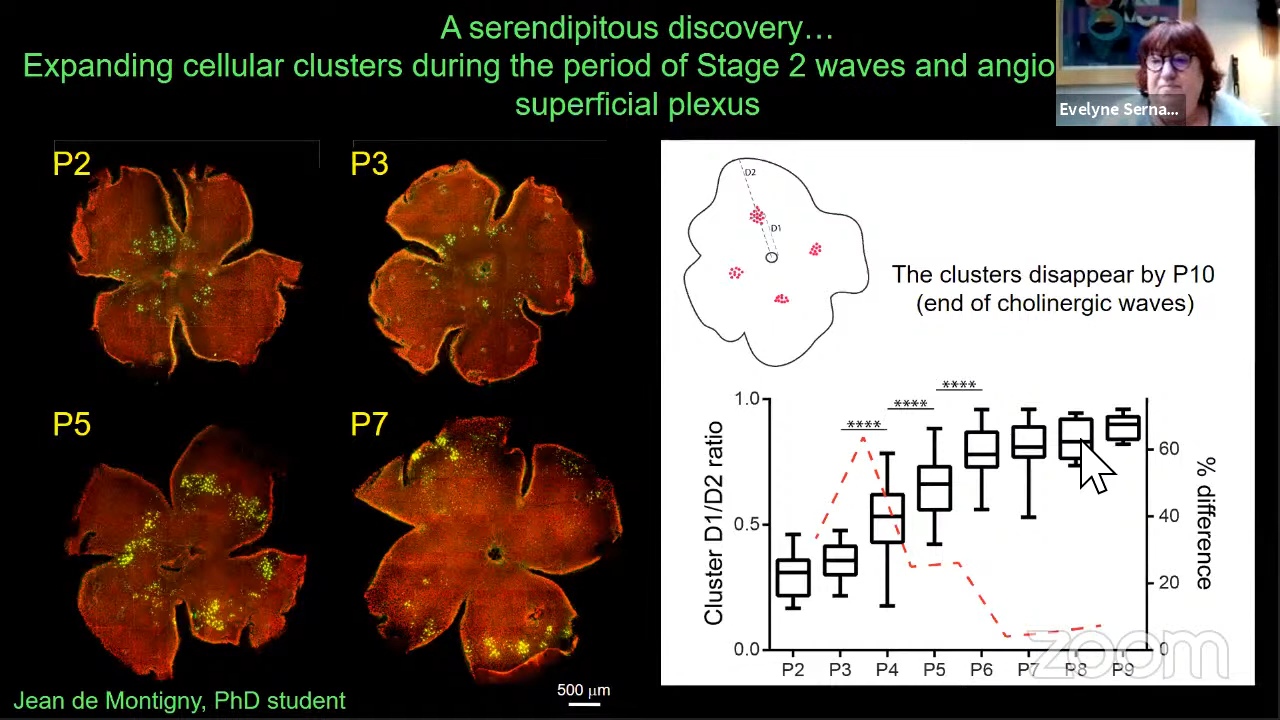 A serendipitous discovery…
Expanding cellular clusters during the period of Stage 2 waves and angio
superficial plexus
Evelyne Serna...
P2
P3
P5
P7
500 µm
Jean de Montigny, PhD student
D2
D1
The clusters disappear by P10
(end of cholinergic waves)
Cluster D1/D2 ratio
1.0
0.5
0.0
****
****
****
60
40
20
0
% difference
P2 P3 P4 P5 P6 P7 P8 P9
zoom